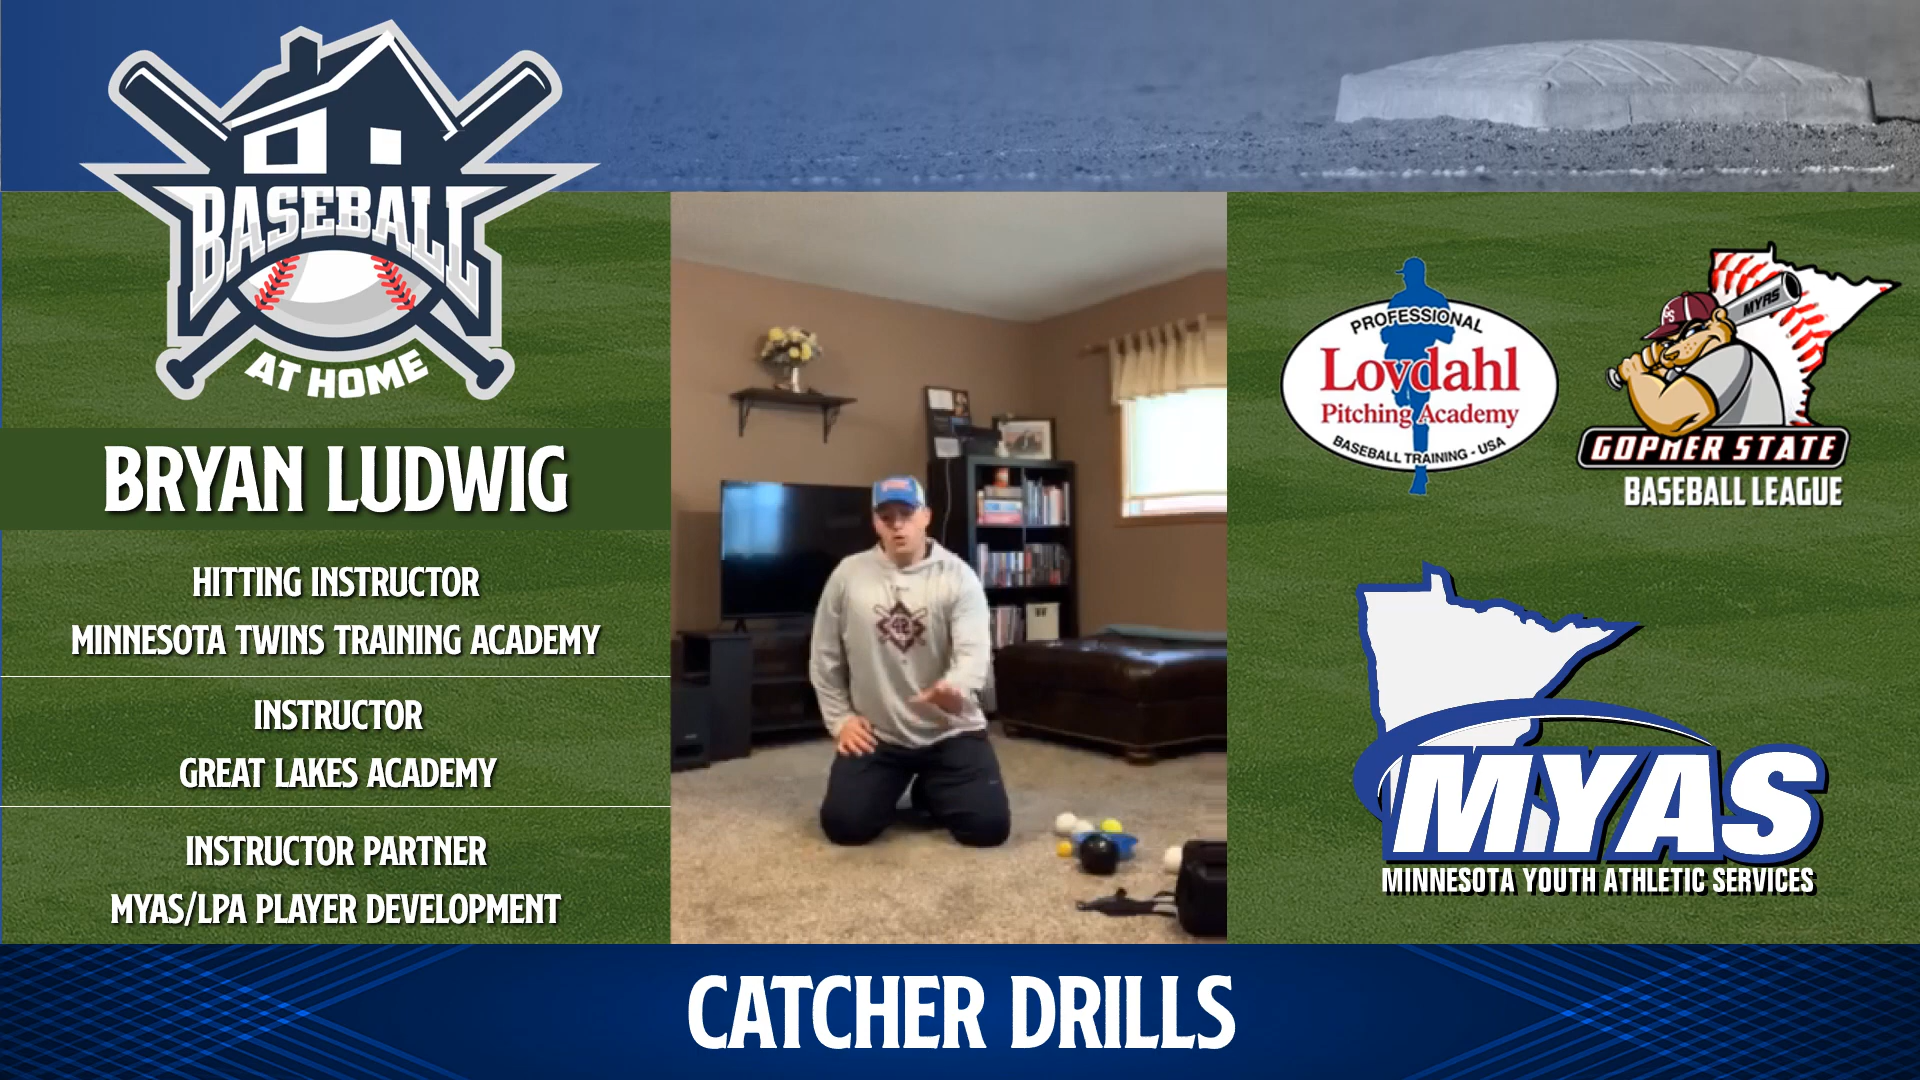 BASEBALL
AT HOME
BRYAN LUDWIG
HITTING INSTRUCTOR
MINNESOTA TWINS TRAINING ACADEMY
INSTRUCTOR
GREAT LAKES ACADEMY
INSTRUCTOR PARTNER
MYAS/LPA PLAYER DEVELOPMENT
PROFESSIONAL
Lovdahl
Pitching Academy
BASEBALL TRAINING - USA
MYAS
GS
GOPHER STATE
BASEBALL LEAGUE
MYAS
MINNESOTA YOUTH ATHLETIC SERVICES
CATCHER DRILLS